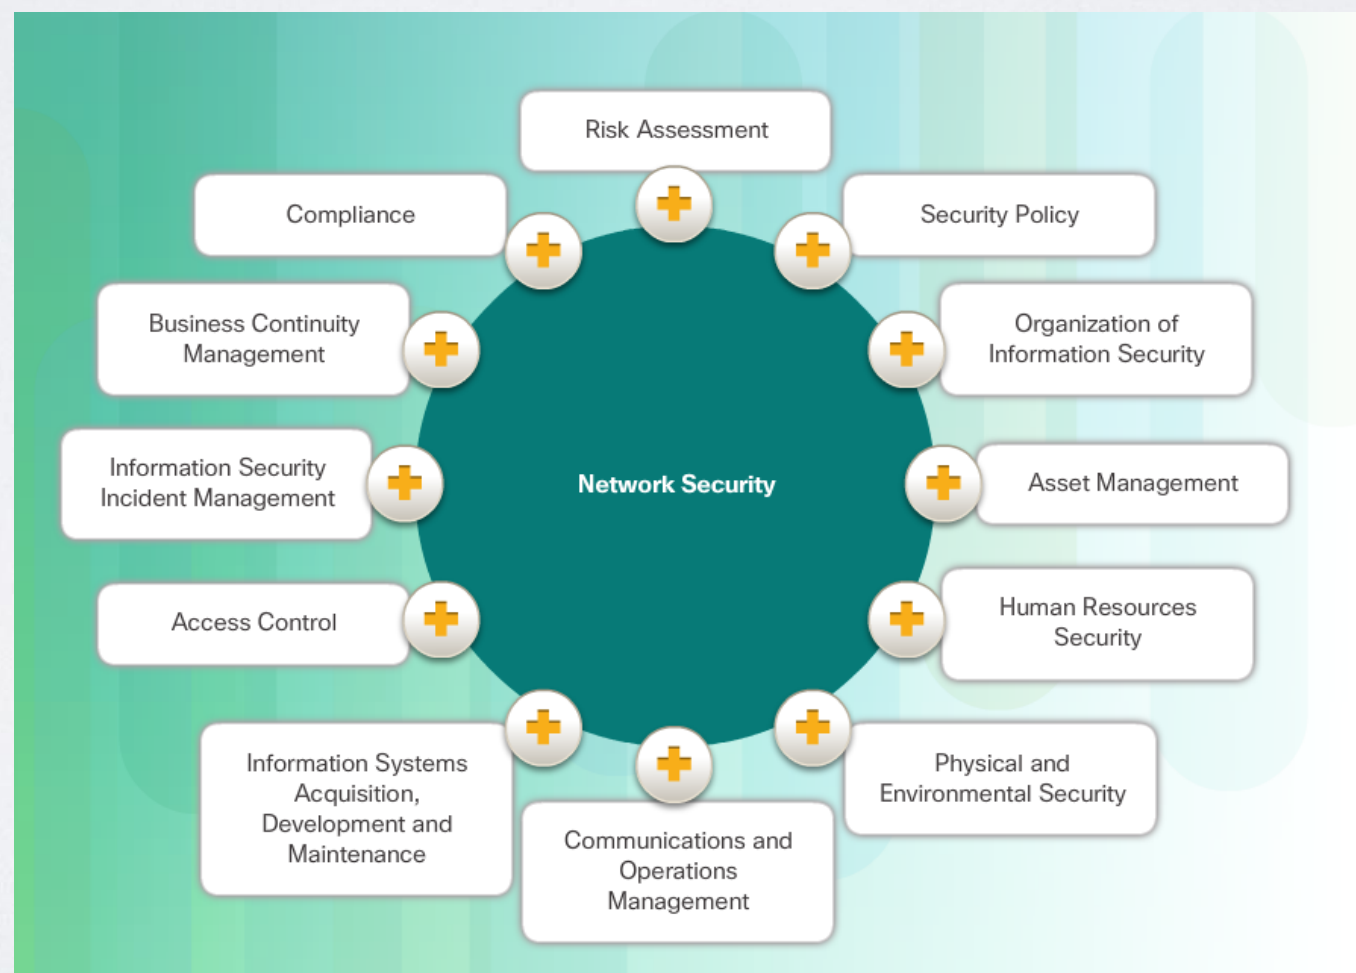 Risk Assessment
Security Policy
Organization of
Information Security
Asset Management
Human Resources
Security
Physical and
Environmental Security
Communications and
Operations
Management
Information Systems
Acquisition,
Development and
Maintenance
Access Control
Information Security
Incident Management
Business Continuity
Management
Compliance
Network Security